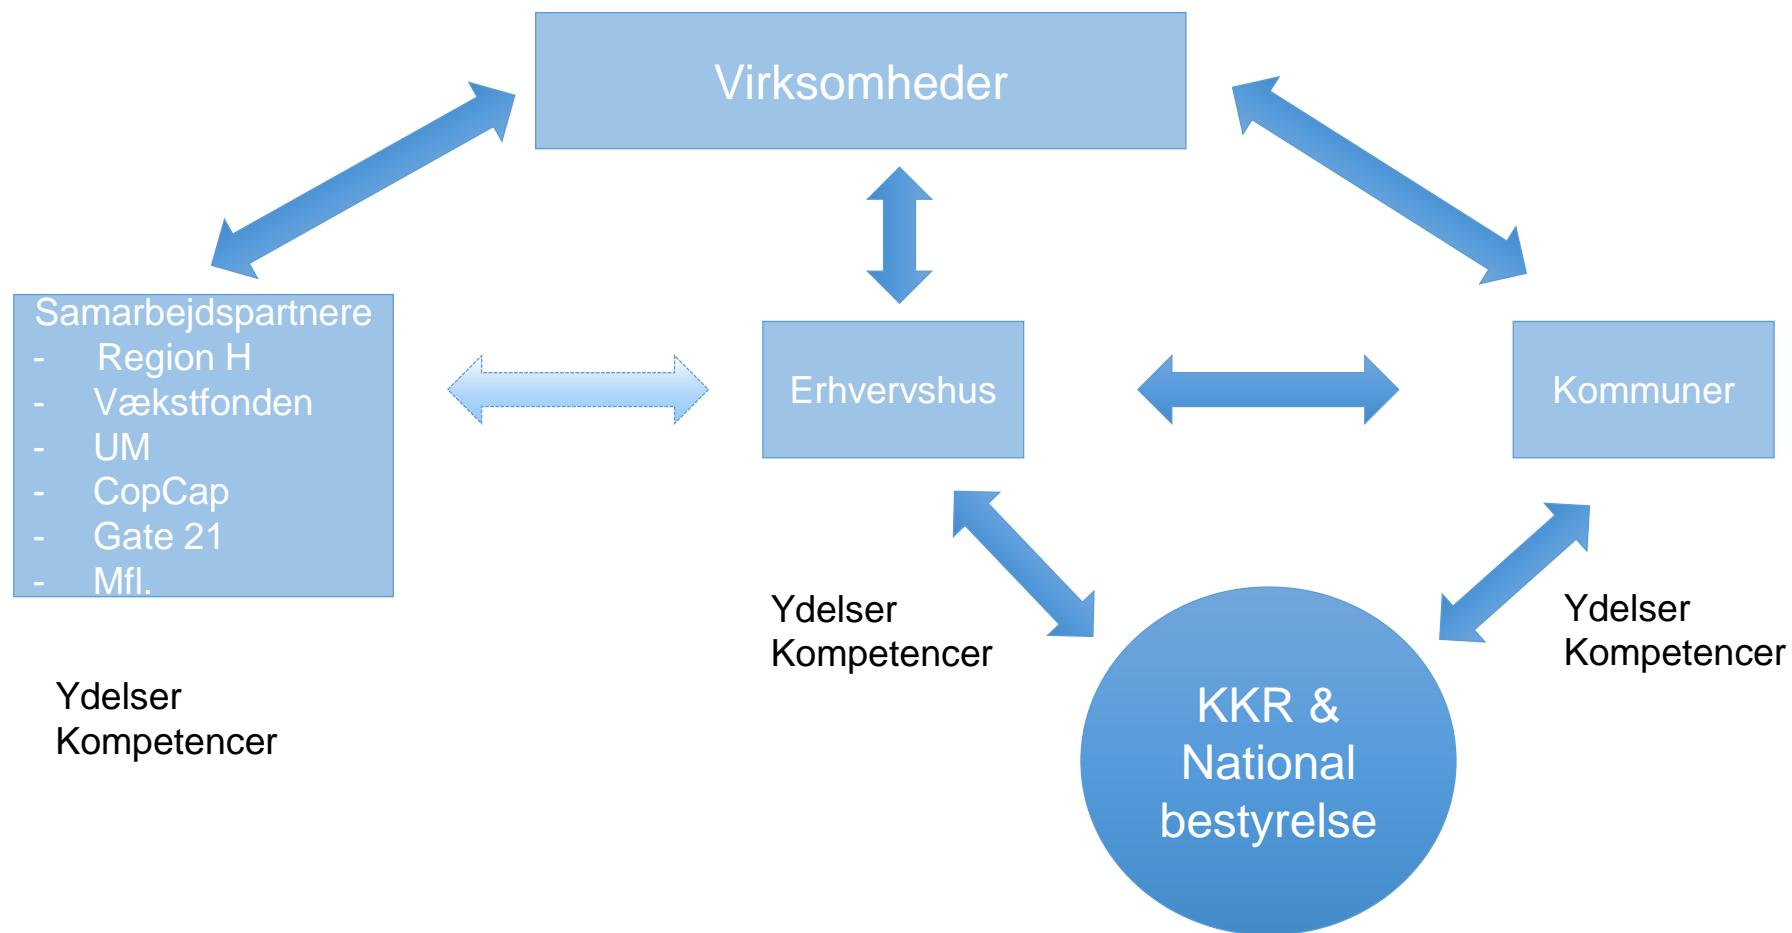 Virksomheder
Samarbejdspartnere
- Region H
- Vækstfonden
- UM
- CopCap
- Gate 21
- Mfl.
Erhvervshus
Kommuner
Ydelser
Kompetencer
Ydelser
Kompetencer
Ydelser
Kompetencer
KKR &
National
bestyrelse